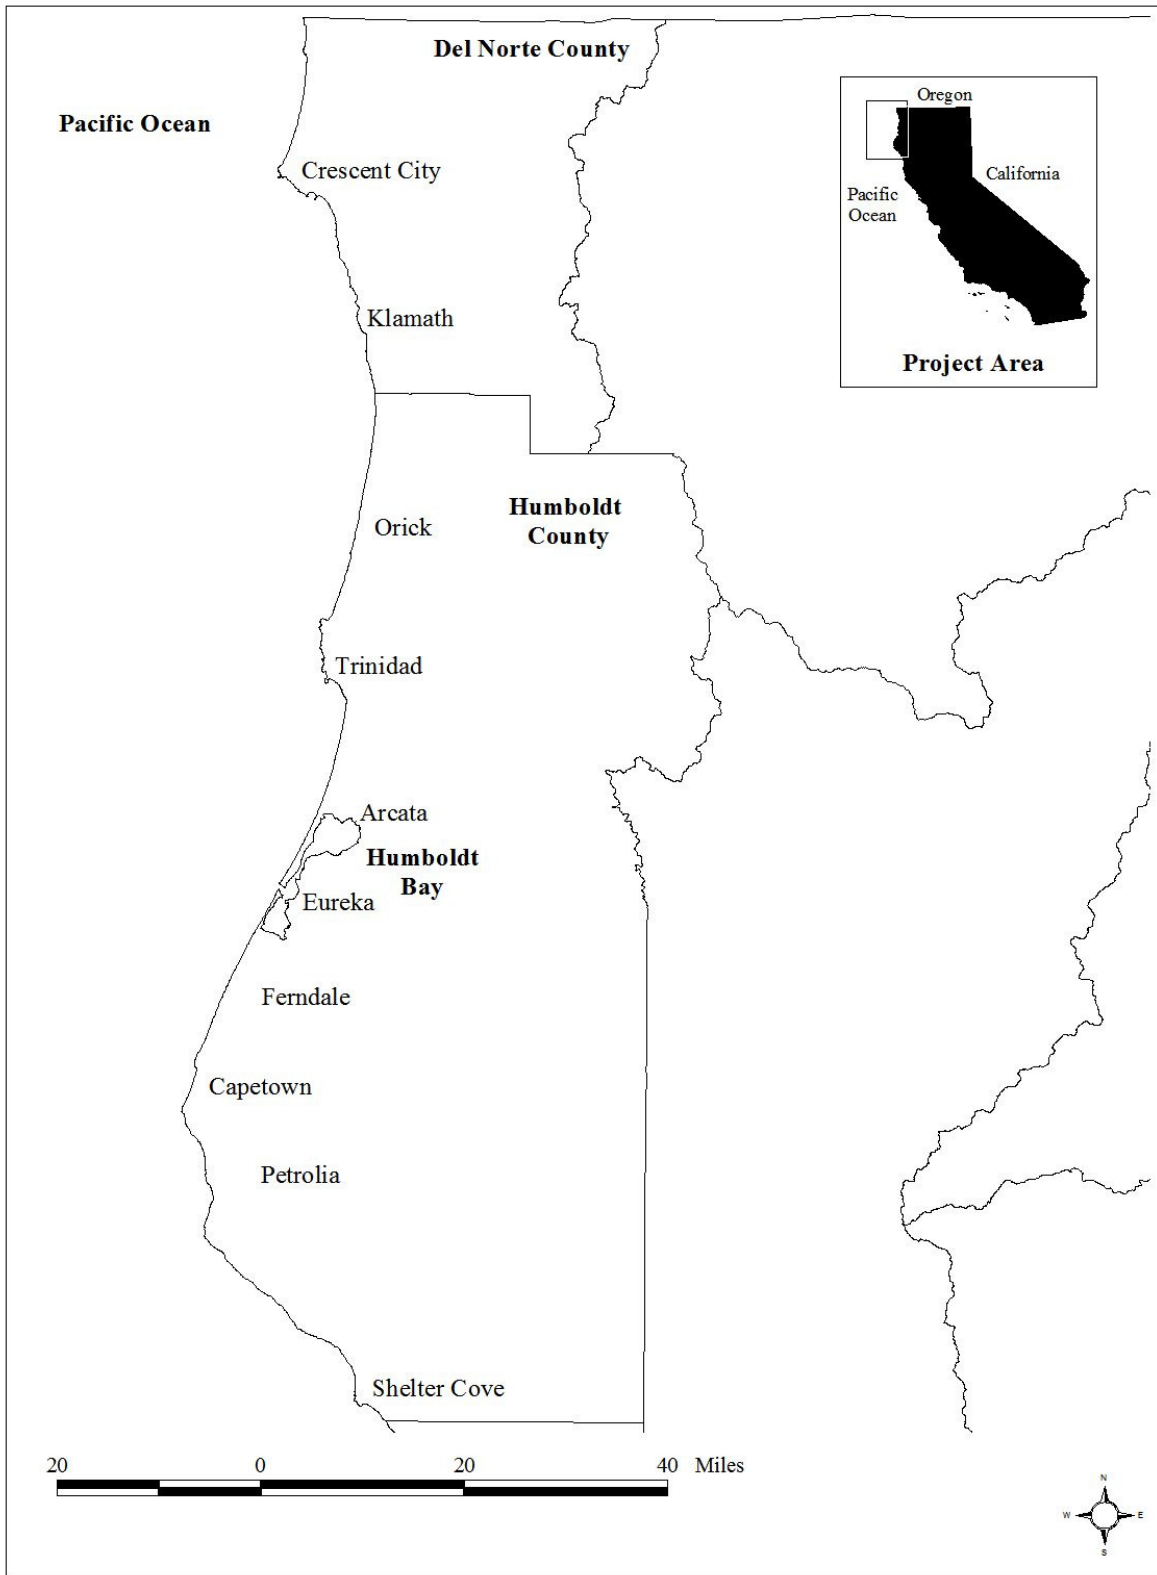 Del Norte County
Pacific Ocean
Crescent City
Klamath
Oregon
California
Pacific
Ocean
Project Area
Humboldt
County
Orick
Trinidad
Arcata
Humboldt
Bay
Eureka
Ferndale
Capetown
Petrolia
Shelter Cove
20 0 20 40 Miles
N
W E
S